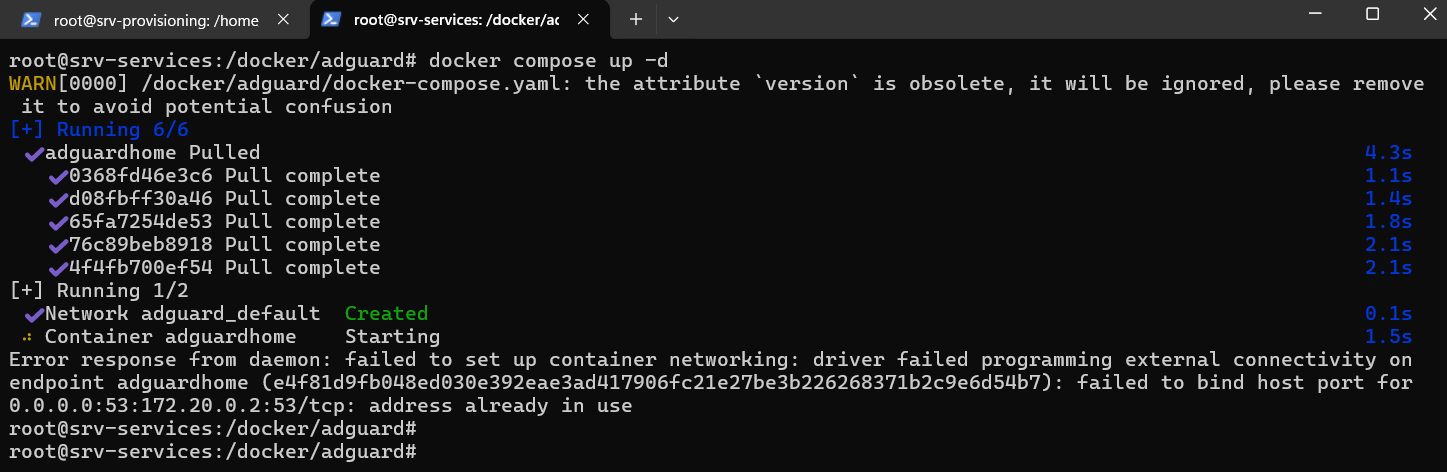 root@srv-provisioning: /home
root@srv-services: /docker/ad
root@srv-services:/docker/adguard# docker compose up -d
WARN[0000] /docker/adguard/docker-compose.yaml: the attribute `version` is obsolete, it will be ignored, please remove
it to avoid potential confusion
[+] Running 6/6
✔adguardhome Pulled 4.3s
✔0368fd46e3c6 Pull complete 1.1s
✔d08fbff30a46 Pull complete 1.4s
✔65fa7254de53 Pull complete 1.8s
✔76c89beb8918 Pull complete 2.1s
✔4f4fb700ef54 Pull complete 2.1s
[+] Running 1/2
✔Network adguard_default Created 0.1s
⠴ Container adguardhome Starting 1.5s
Error response from daemon: failed to set up container networking: driver failed programming external connectivity on
endpoint adguardhome (e4f81d9fb048ed030e392eae3ad417906fc21e27be3b226268371b2c9e6d54b7): failed to bind host port for
0.0.0.0:53:172.20.0.2:53/tcp: address already in use
root@srv-services:/docker/adguard#
root@srv-services:/docker/adguard#